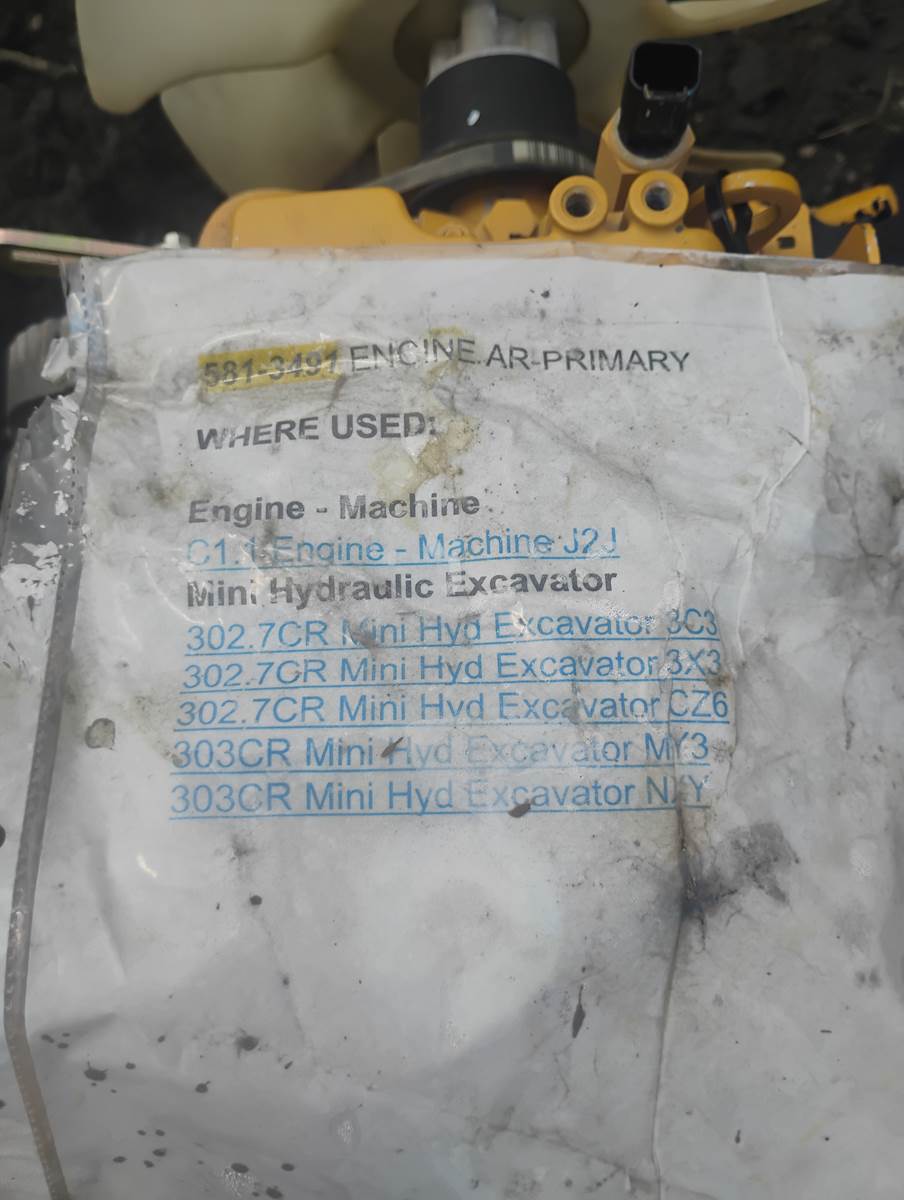 581-3491 ENGINE AR-PRIMARY
WHERE USED:
Engine - Machine
C1.1 Engine - Machine J2J
Mini Hydraulic Excavator
302.7CR Mini Hyd Excavator 3C3
302.7CR Mini Hyd Excavator 3X3
302.7CR Mini Hyd Excavator CZ6
303CR Mini Hyd Excavator MY3
303CR Mini Hyd Excavator